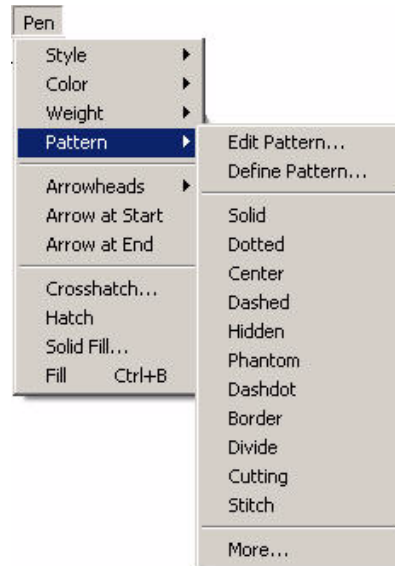 Pen
Style
Color
Weight
Pattern
Arrowheads
Arrow at Start
Arrow at End
Crosshatch...
Hatch
Solid Fill...
Fill Ctrl+B
Edit Pattern...
Define Pattern...
Solid
Dotted
Center
Dashed
Hidden
Phantom
Dashdot
Border
Divide
Cutting
Stitch
More...